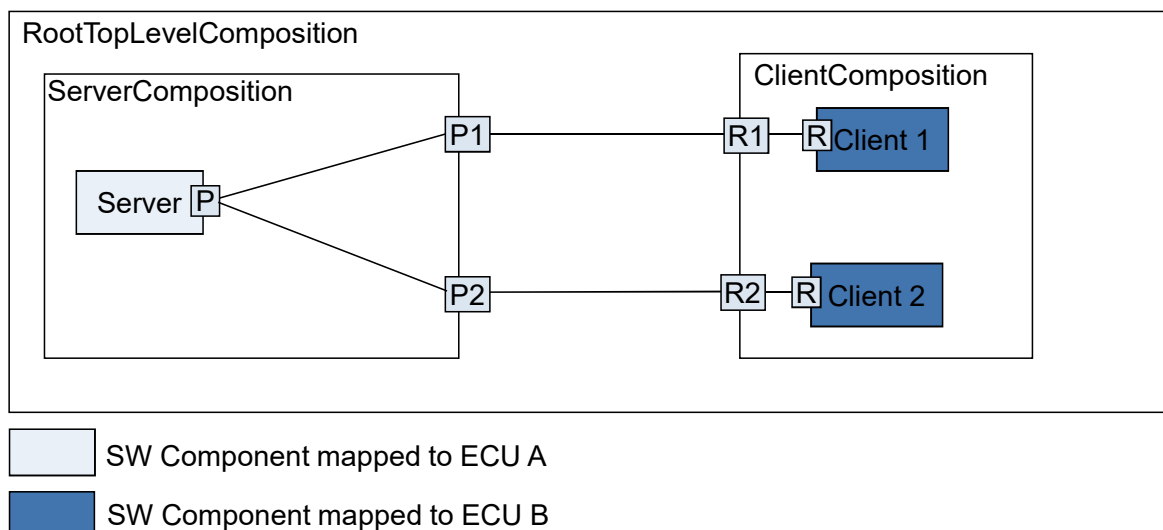 RootTopLevelComposition
ServerComposition
ClientComposition
P1
R1
R
Client 1
Server
P
P2
R2
R
Client 2
SW Component mapped to ECU A
SW Component mapped to ECU B